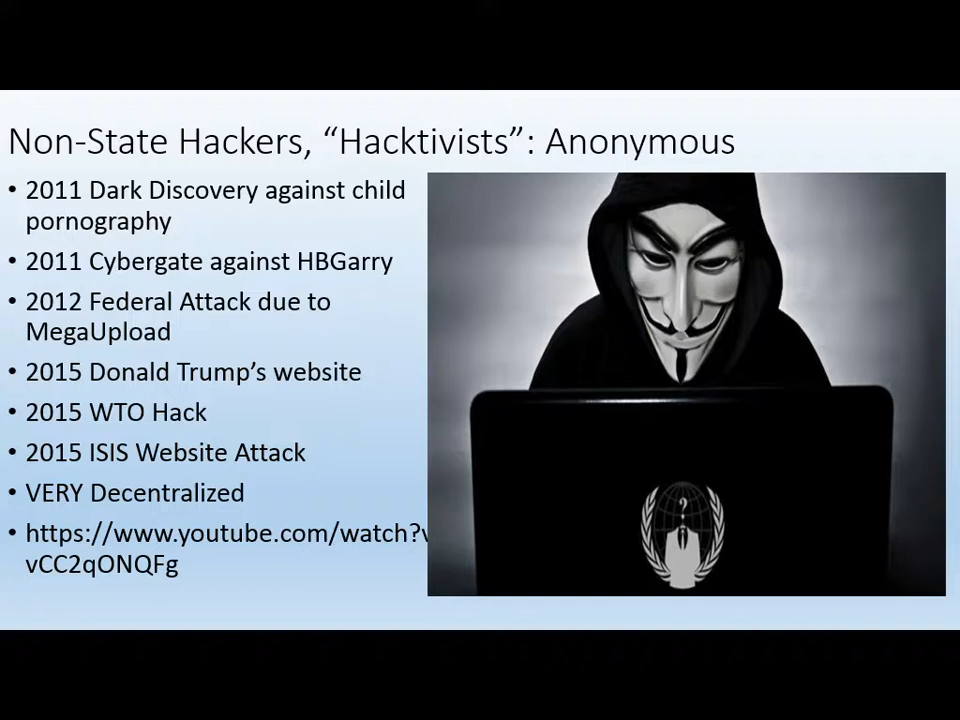 Non-State Hackers, “Hacktivists”: Anonymous
• 2011 Dark Discovery against child
pornography
• 2011 Cybergate against HBGarry
• 2012 Federal Attack due to
MegaUpload
• 2015 Donald Trump’s website
• 2015 WTO Hack
• 2015 ISIS Website Attack
• VERY Decentralized
• https://www.youtube.com/watch?v
vCC2qONQFg
?